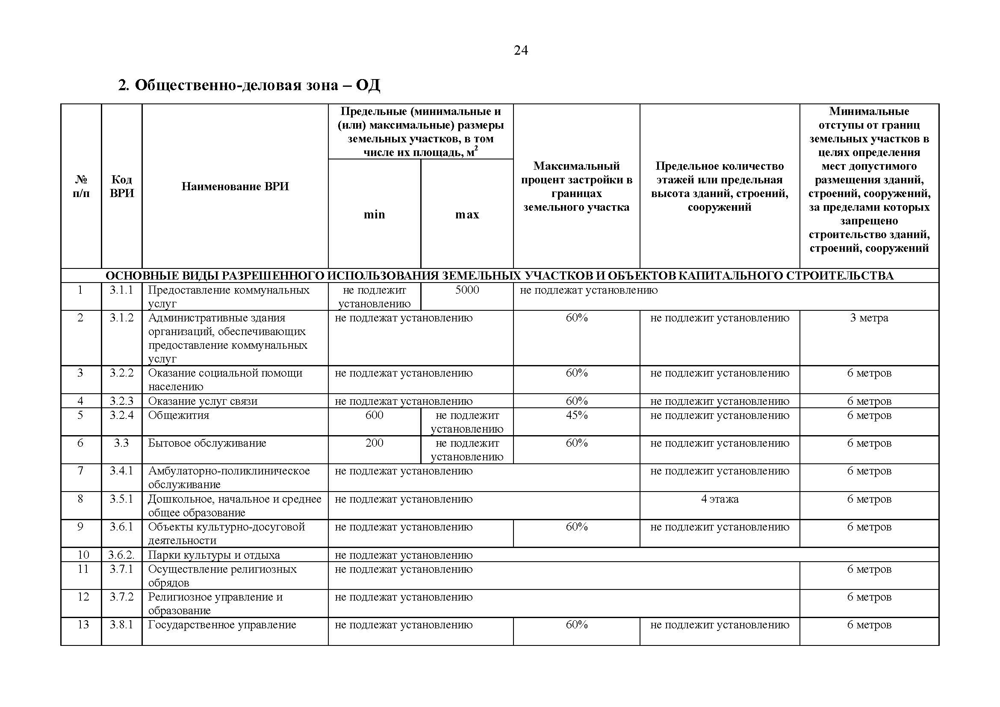 24
2. Общественно-деловая зона – ОД
№
п/п
Код
ВРИ
Наименование ВРИ
Предельные (минимальные и
(или) максимальные) размеры
земельных участков, в том
числе их площадь, м²
min
max
Максимальный
процент застройки в
границах
земельного участка
Предельное количество
этажей или предельная
высота зданий, строений,
сооружений
Минимальные
отступы от границ
земельных участков в
целях определения
мест допустимого
размещения зданий,
строений, сооружений,
за пределами которых
запрещено
строительство зданий,
строений, сооружений
ОСНОВНЫЕ ВИДЫ РАЗРЕШЕННОГО ИСПОЛЬЗОВАНИЯ ЗЕМЕЛЬНЫХ УЧАСТКОВ И ОБЪЕКТОВ КАПИТАЛЬНОГО СТРОИТЕЛЬСТВА
1 3.1.1 Предоставление коммунальных не подлежит 5000 не подлежат установлению
услуг установлению
2 3.1.2 Административные здания не подлежат установлению 60% не подлежит установлению 3 метра
организаций, обеспечивающих
предоставление коммунальных
услуг
3 3.2.2 Оказание социальной помощи не подлежат установлению 60% не подлежит установлению 6 метров
населению
4 3.2.3 Оказание услуг связи не подлежат установлению 60% не подлежит установлению 6 метров
5 3.2.4 Общежития 600 не подлежит 45% не подлежит установлению 6 метров
установлению
6 3.3 Бытовое обслуживание 200 не подлежит 60% не подлежит установлению 6 метров
установлению
7 3.4.1 Амбулаторно-поликлиническое не подлежат установлению не подлежит установлению 6 метров
обслуживание
8 3.5.1 Дошкольное, начальное и среднее не подлежат установлению 4 этажа 6 метров
общее образование
9 3.6.1 Объекты культурно-досуговой не подлежат установлению 60% не подлежит установлению 6 метров
деятельности
10 3.6.2. Парки культуры и отдыха не подлежат установлению
11 3.7.1 Осуществление религиозных не подлежат установлению 6 метров
обрядов
12 3.7.2 Религиозное управление и не подлежат установлению 6 метров
образование
13 3.8.1 Государственное управление не подлежат установлению 60% не подлежит установлению 6 метров